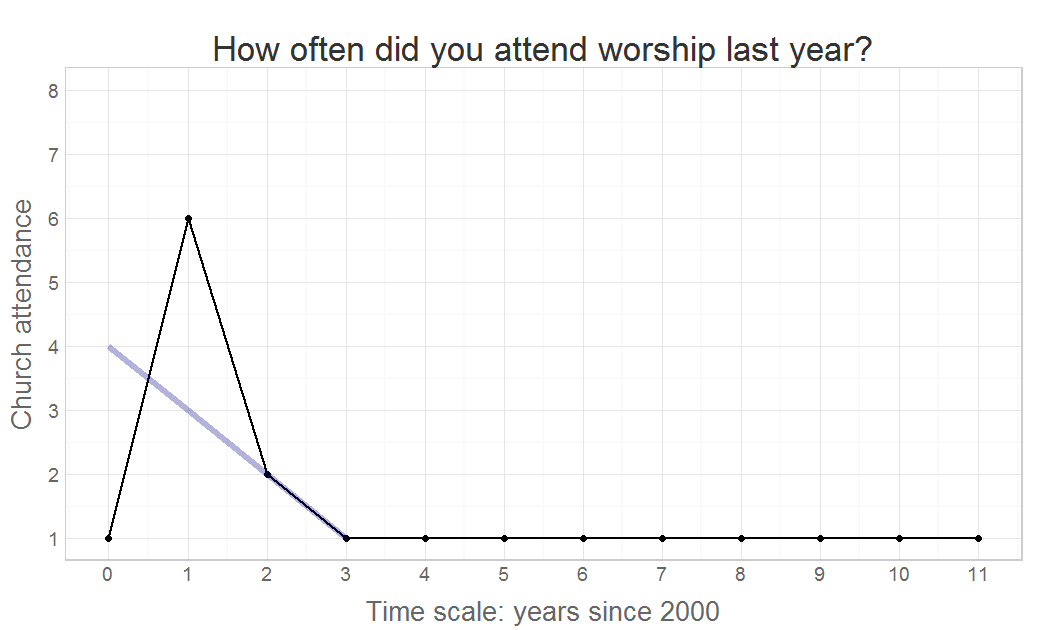 How often did you attend worship last year?
8
7
6
5
4
3
2
1
Church attendance
0 1 2 3 4 5 6 7 8 9 10 11
Time scale: years since 2000